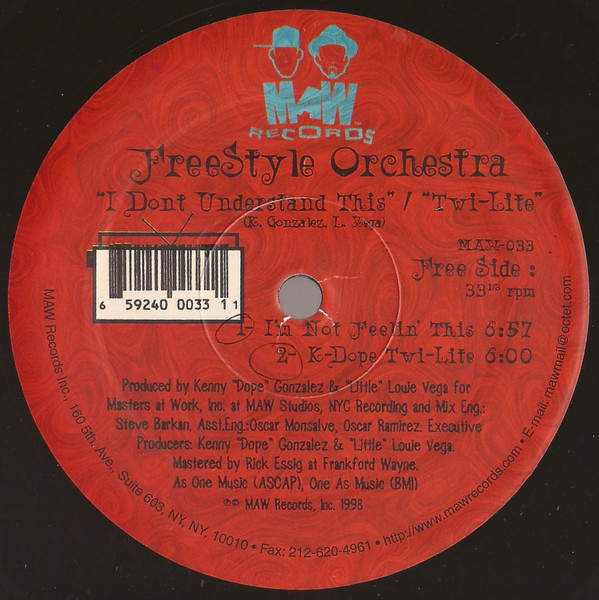 MAW
RECORDS
FreeStyle Orchestra
"I Dont Understand This" / "Twi-Lite"
(K. Gonzalez, L. Vega)
MAW-033
Free Side :
33 1/3 rpm
6 59240 0033 1 1
1- I'm Not Feelin' This 6:57
2- K-Dope Twi-Lite 6:00
Produced by Kenny "Dope" Gonzalez & "Little" Louie Vega for
Masters at Work, Inc. at MAW Studios, NYC Recording and Mix Eng.:
Steve Barkan, Asst.Eng.:Oscar Monsalve, Oscar Ramirez. Executive
Producers: Kenny "Dope" Gonzalez & "Little" Louie Vega.
Mastered by Rick Essig at Frankford Wayne.
As One Music (ASCAP), One As Music (BMI)
℗© MAW Records, Inc. 1998
MAW Records Inc., 160 5th. Ave., Suite 603, NY, NY, 10010 • Fax: 212-620-4961 • http://www.mawrecords.com • E-mail: mawmail@octet.com